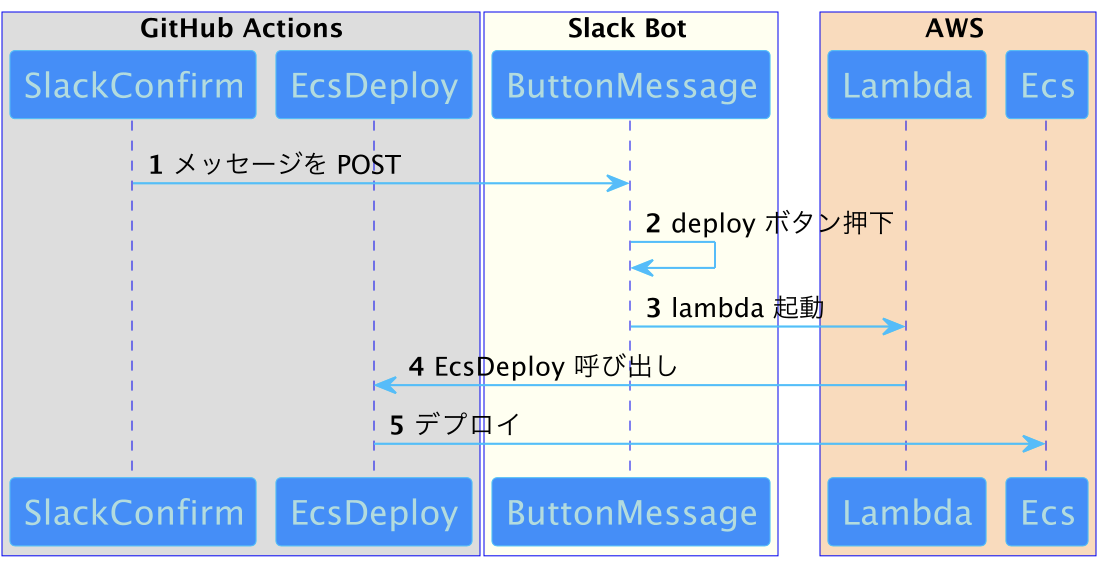 GitHub Actions Slack Bot AWS
SlackConfirm EcsDeploy ButtonMessage Lambda Ecs
1 メッセージを POST
2 deploy ボタン押下
3 lambda 起動
4 EcsDeploy 呼び出し
5 デプロイ
SlackConfirm EcsDeploy ButtonMessage Lambda Ecs